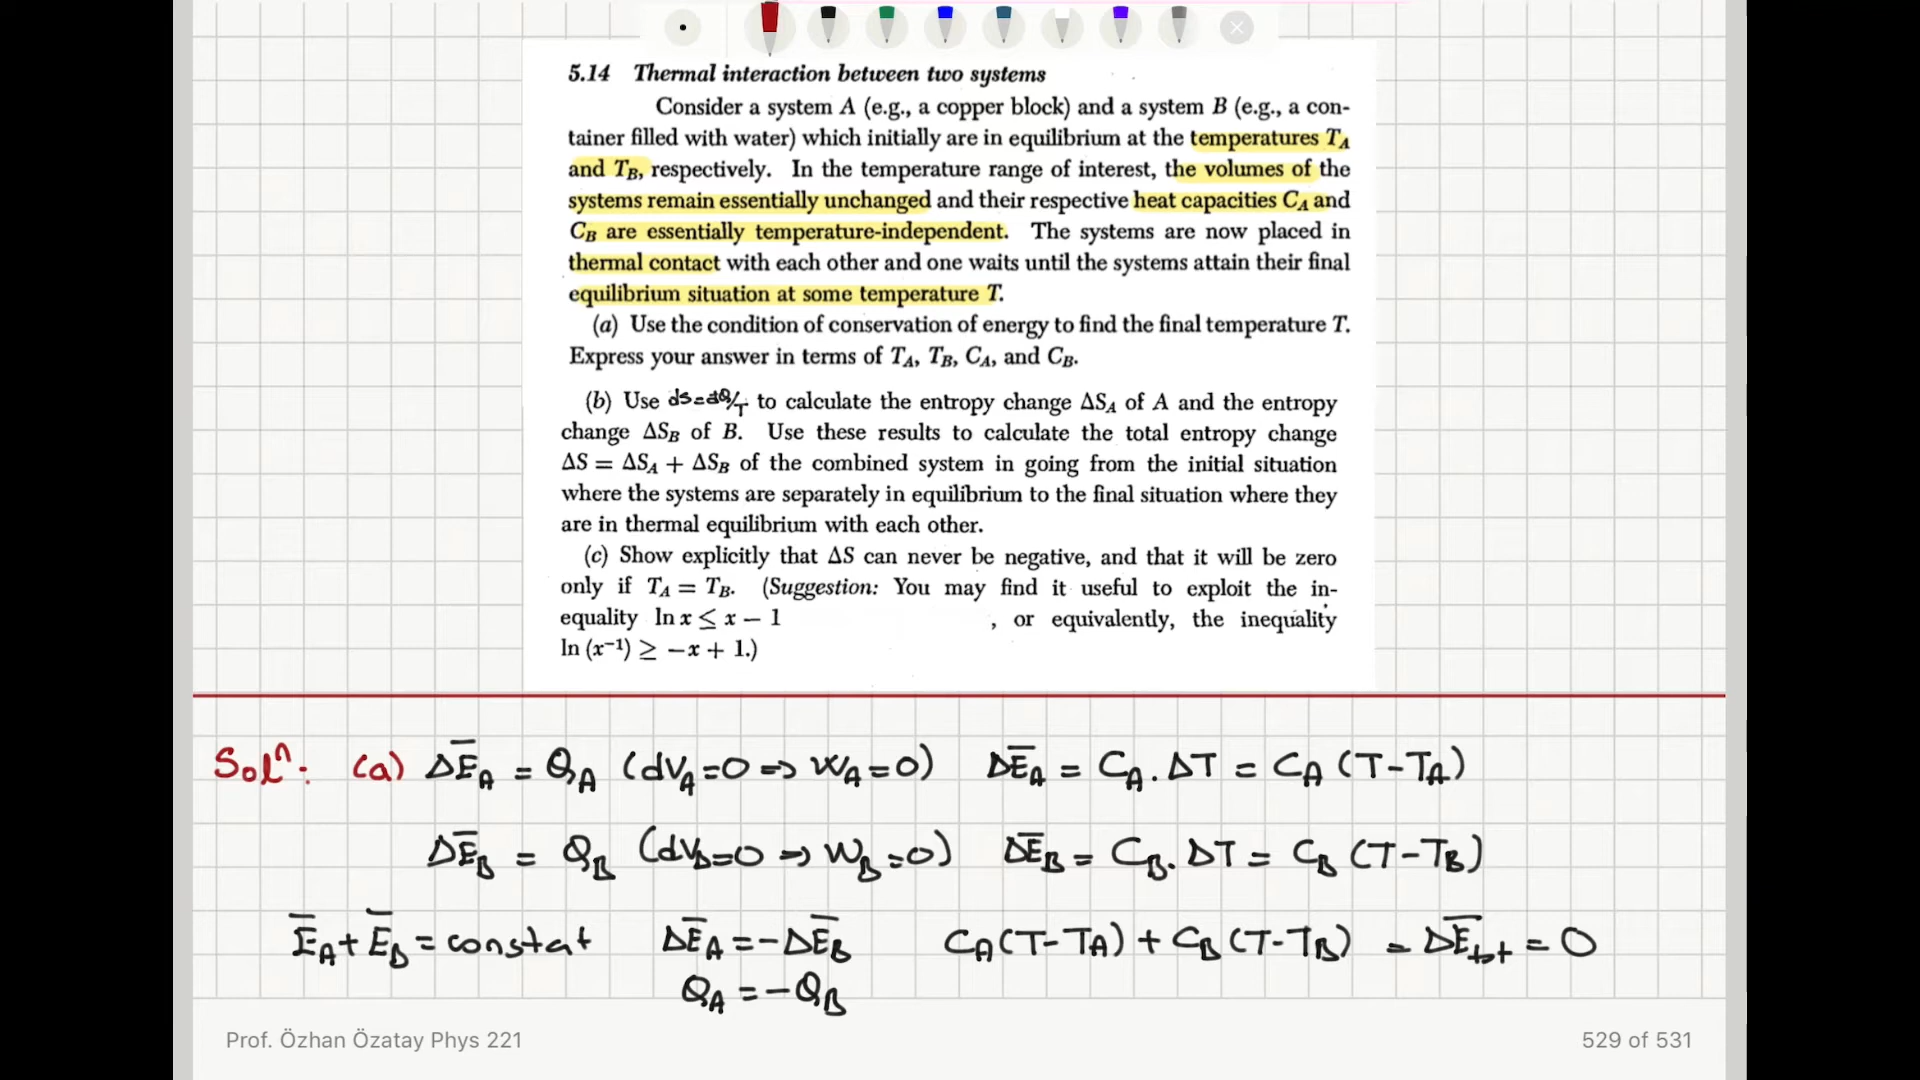 5.14 Thermal interaction between two systems
Consider a system A (e.g., a copper block) and a system B (e.g., a con-
tainer filled with water) which initially are in equilibrium at the temperatures T_A
and T_B, respectively. In the temperature range of interest, the volumes of the
systems remain essentially unchanged and their respective heat capacities C_A and
C_B are essentially temperature-independent. The systems are now placed in
thermal contact with each other and one waits until the systems attain their final
equilibrium situation at some temperature T.
(a) Use the condition of conservation of energy to find the final temperature T.
Express your answer in terms of T_A, T_B, C_A, and C_B.
(b) Use dS=đQ/T to calculate the entropy change ΔS_A of A and the entropy
change ΔS_B of B. Use these results to calculate the total entropy change
ΔS = ΔS_A + ΔS_B of the combined system in going from the initial situation
where the systems are separately in equilibrium to the final situation where they
are in thermal equilibrium with each other.
(c) Show explicitly that ΔS can never be negative, and that it will be zero
only if T_A = T_B. (Suggestion: You may find it useful to exploit the in-
equality ln x ≤ x − 1 , or equivalently, the inequality
ln (x⁻¹) ≥ −x + 1.)
Solⁿ: (a) ΔĒ_A = Q_A (dV_A=0 => W_A=0) ΔĒ_A = C_A.ΔT = C_A (T-T_A)
ΔĒ_B = Q_B (dV_B=0 => W_B=0) ΔĒ_B = C_B.ΔT = C_B (T-T_B)
Ē_A+Ē_B=constat ΔĒ_A=-ΔĒ_B C_A(T-T_A)+C_B(T-T_B) = ΔĒ_tot = 0
Q_A=-Q_B
Prof. Özhan Özatay Phys 221 529 of 531